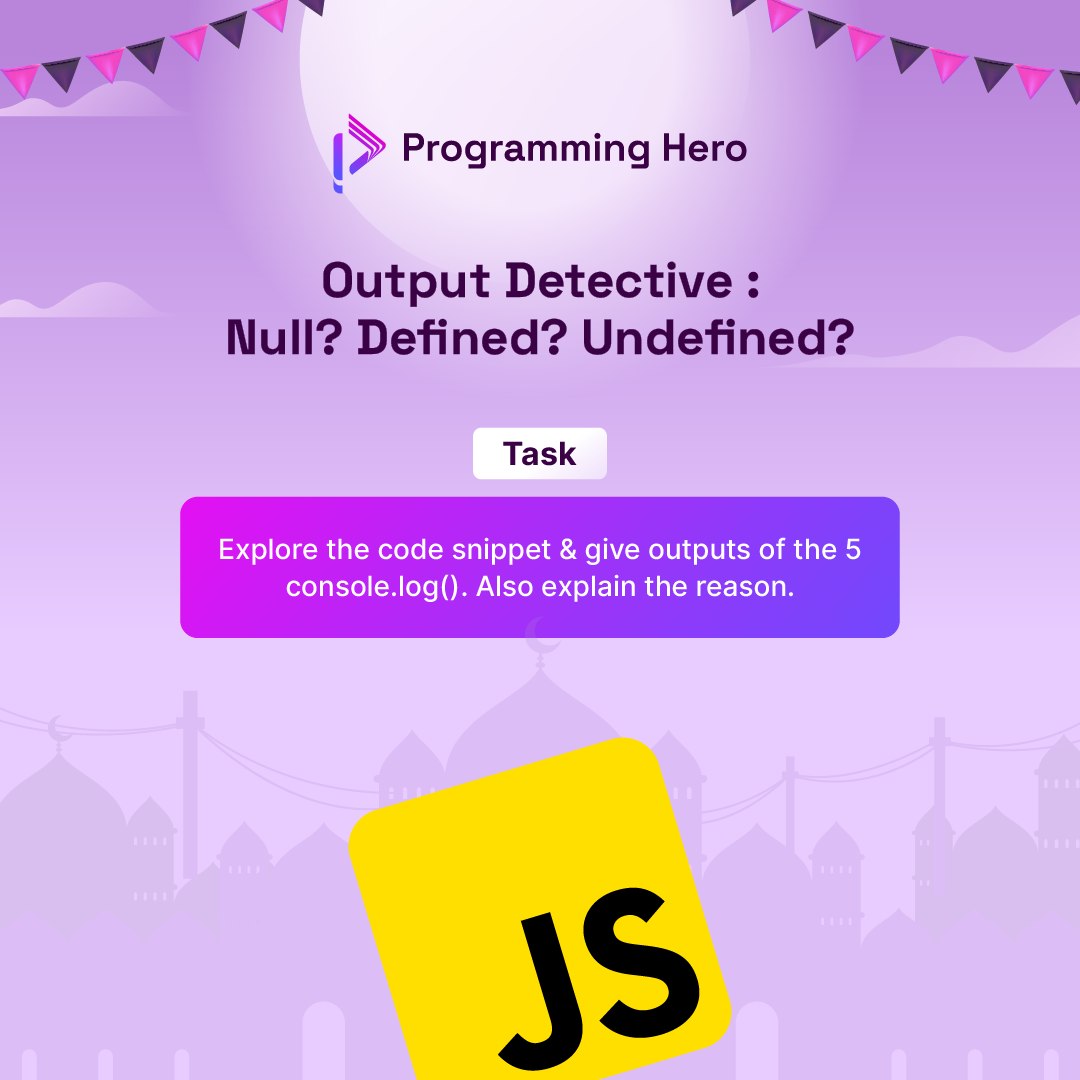 Programming Hero
Output Detective :
Null? Defined? Undefined?
Task
Explore the code snippet & give outputs of the 5
console.log(). Also explain the reason.
JS